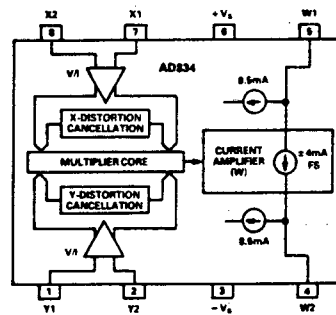 X2 X1 + Vs W1
8 7 6 5
AD834
V/I
8.5mA
X-DISTORTION
CANCELLATION
MULTIPLIER CORE
CURRENT
AMPLIFIER
(W)
± 4mA
FS
Y-DISTORTION
CANCELLATION
V/I
8.5mA
1 2 3 4
Y1 Y2 - Vs W2